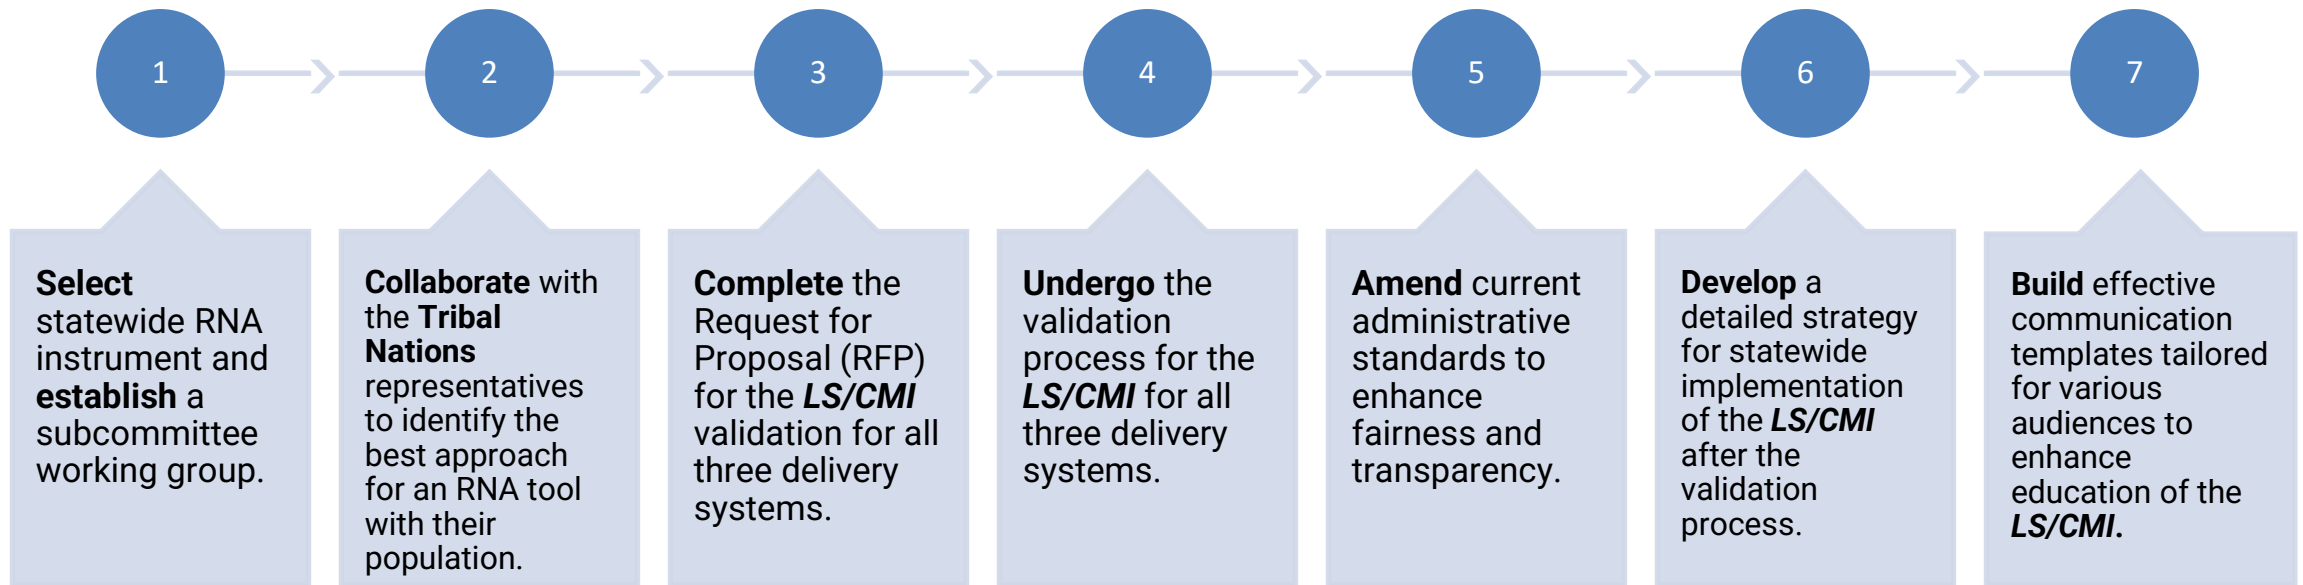 1
2
3
4
5
6
7
Select
statewide RNA
instrument and
establish a
subcommittee
working group.
Collaborate with
the Tribal
Nations
representatives
to identify the
best approach
for an RNA tool
with their
population.
Complete the
Request for
Proposal (RFP)
for the LS/CMI
validation for all
three delivery
systems.
Undergo the
validation
process for the
LS/CMI for all
three delivery
systems.
Amend current
administrative
standards to
enhance
fairness and
transparency.
Develop a
detailed strategy
for statewide
implementation
of the LS/CMI
after the
validation
process.
Build effective
communication
templates tailored
for various
audiences to
enhance
education of the
LS/CMI.